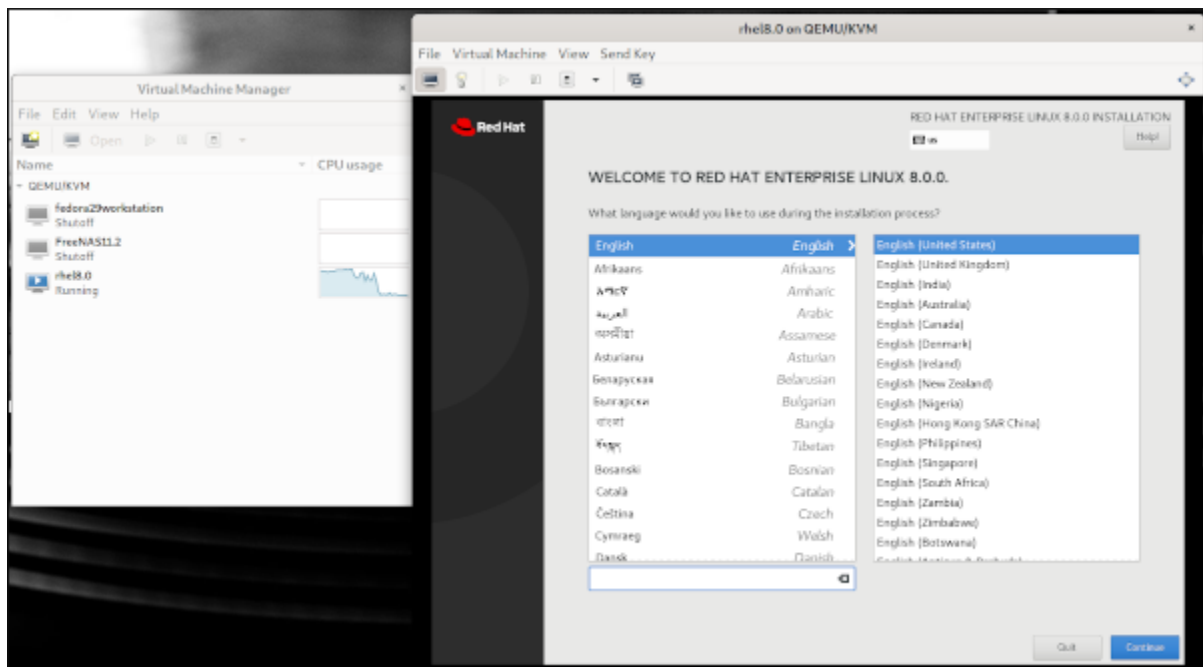 Virtual Machine Manager
File Edit View Help
Open
Name CPU usage
QEMU/KVM
fedora29workstation
Shutoff
FreeNAS11.2
Shutoff
rhel8.0
Running
rhel8.0 on QEMU/KVM
File Virtual Machine View Send Key
Red Hat
RED HAT ENTERPRISE LINUX 8.0.0 INSTALLATION
us
Help!
WELCOME TO RED HAT ENTERPRISE LINUX 8.0.0.
What language would you like to use during the installation process?
English English
Afrikaans Afrikaans
አማርኛ Amharic
العربية Arabic
অসমীয়া Assamese
Asturianu Asturian
Беларуская Belarusian
Български Bulgarian
বাংলা Bangla
Tibetan
Bosanski Bosnian
Català Catalan
Čeština Czech
Cymraeg Welsh
Dansk Danish
English (United States)
English (United Kingdom)
English (India)
English (Australia)
English (Canada)
English (Denmark)
English (Ireland)
English (New Zealand)
English (Nigeria)
English (Hong Kong SAR China)
English (Philippines)
English (Singapore)
English (South Africa)
English (Zambia)
English (Zimbabwe)
English (Botswana)
Quit
Continue